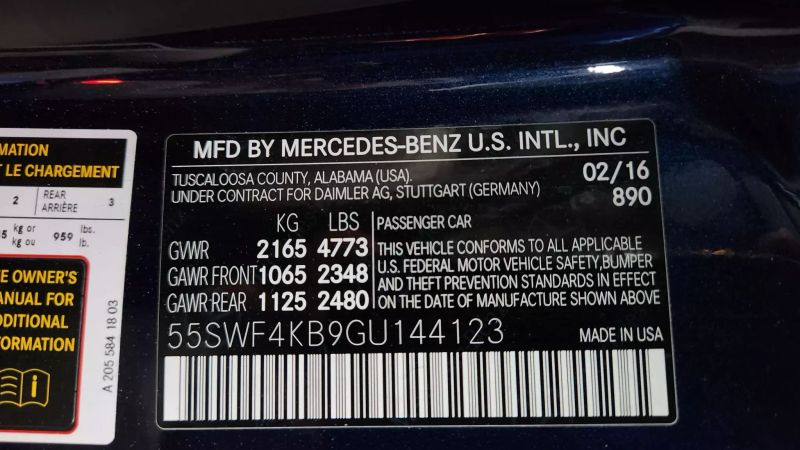 MATION
T LE CHARGEMENT
2 REAR ARRIÈRE 3
5 kg or kg ou 959 lbs. lb.
E OWNER'S
ANUAL FOR
DDITIONAL
FORMATION
A 205 584 18 03
MFD BY MERCEDES-BENZ U.S. INTL., INC
TUSCALOOSA COUNTY, ALABAMA (USA). 02/16
UNDER CONTRACT FOR DAIMLER AG, STUTTGART (GERMANY) 890
KG LBS
GWWR 2165 4773
GAWR FRONT 1065 2348
GAWR REAR 1125 2480
PASSENGER CAR
THIS VEHICLE CONFORMS TO ALL APPLICABLE
U.S. FEDERAL MOTOR VEHICLE SAFETY,BUMPER
AND THEFT PREVENTION STANDARDS IN EFFECT
ON THE DATE OF MANUFACTURE SHOWN ABOVE
55SWF4KB9GU144123
MADE IN USA